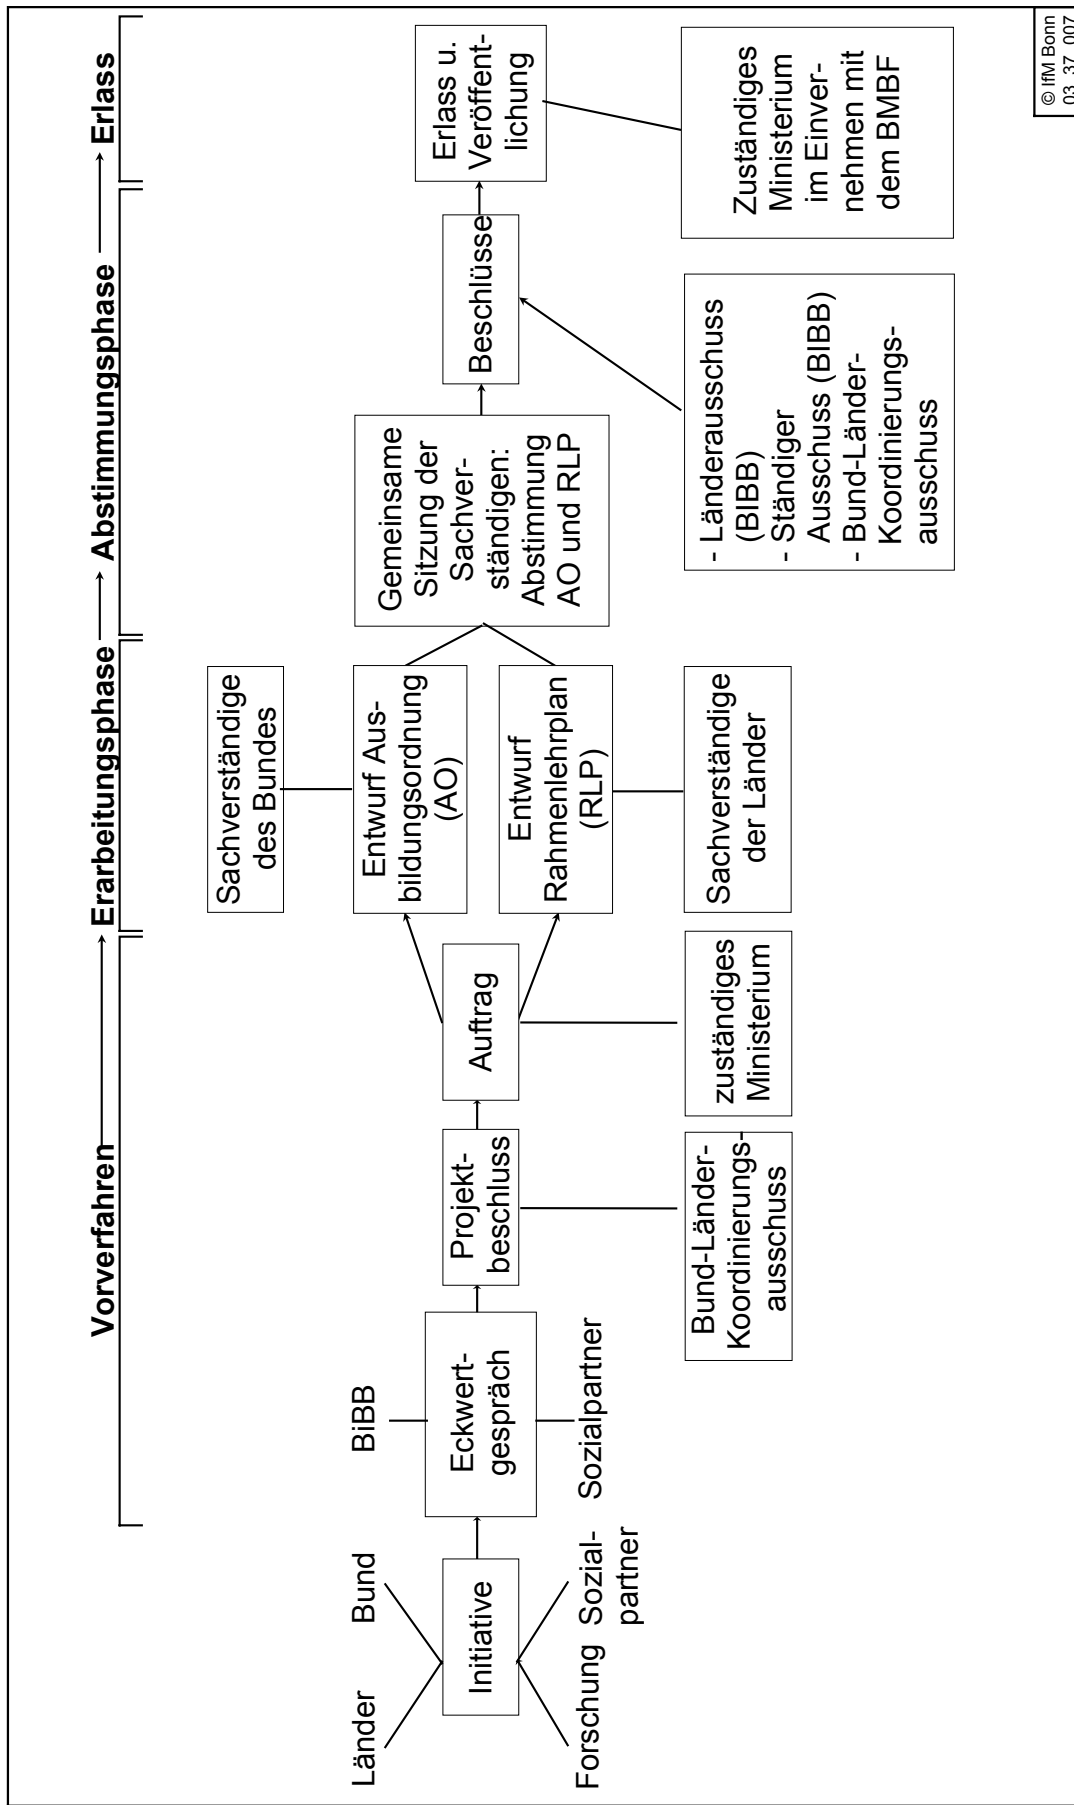 Vorverfahren
Erarbeitungsphase
Abstimmungsphase
Erlass
Länder
Bund
Initiative
Forschung
Sozial-
partner
BiBB
Eckwert-
gespräch
Sozialpartner
Projekt-
beschluss
Bund-Länder-
Koordinierungs-
ausschuss
Auftrag
zuständiges
Ministerium
Sachverständige
des Bundes
Entwurf Aus-
bildungsordnung
(AO)
Entwurf
Rahmenlehrplan
(RLP)
Sachverständige
der Länder
Gemeinsame
Sitzung der
Sachver-
ständigen:
Abstimmung
AO und RLP
Beschlüsse
- Länderausschuss
(BIBB)
- Ständiger
Ausschuss (BIBB)
- Bund-Länder-
Koordinierungs-
ausschuss
Erlass u.
Veröffent-
lichung
Zuständiges
Ministerium
im Einver-
nehmen mit
dem BMBF
© IfM Bonn
03 37 007